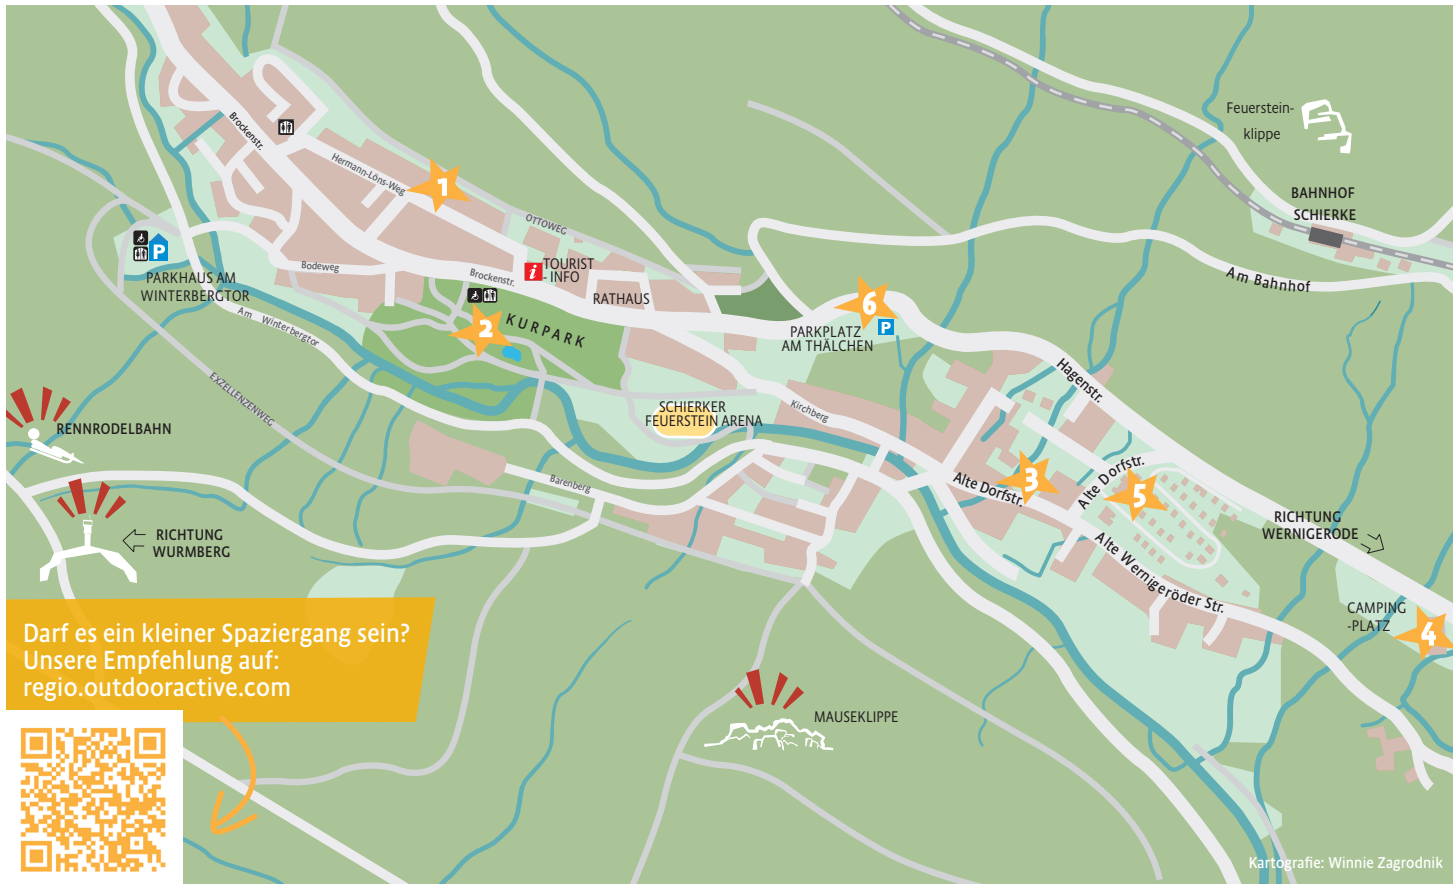 Brockenstr.
Hermann-Löns-Weg
1
OTTOWEG
Feuerstein-
klippe
BAHNHOF
SCHIERKE
Am Bahnhof
P
PARKHAUS AM
WINTERBERGTOR
Bodeweg
Brockenstr.
i
TOURIST
- INFO
RATHAUS
2
KURPARK
6
P
PARKPLATZ
AM THÄLCHEN
Am Winterbergtor
EXZELLENZENWEG
Hagenstr.
RENNRODELBAHN
SCHIERKER
FEUERSTEIN ARENA
Kirchberg
Barenberg
Alte Dorfstr.
3
Alte Dorfstr.
5
RICHTUNG
WURMBERG
Alte Wernigeröder Str.
RICHTUNG
WERNIGERODE
CAMPING
-PLATZ
4
Darf es ein kleiner Spaziergang sein?
Unsere Empfehlung auf:
regio.outdooractive.com
MAUSEKLIPPE
Kartografie: Winnie Zagrodnik